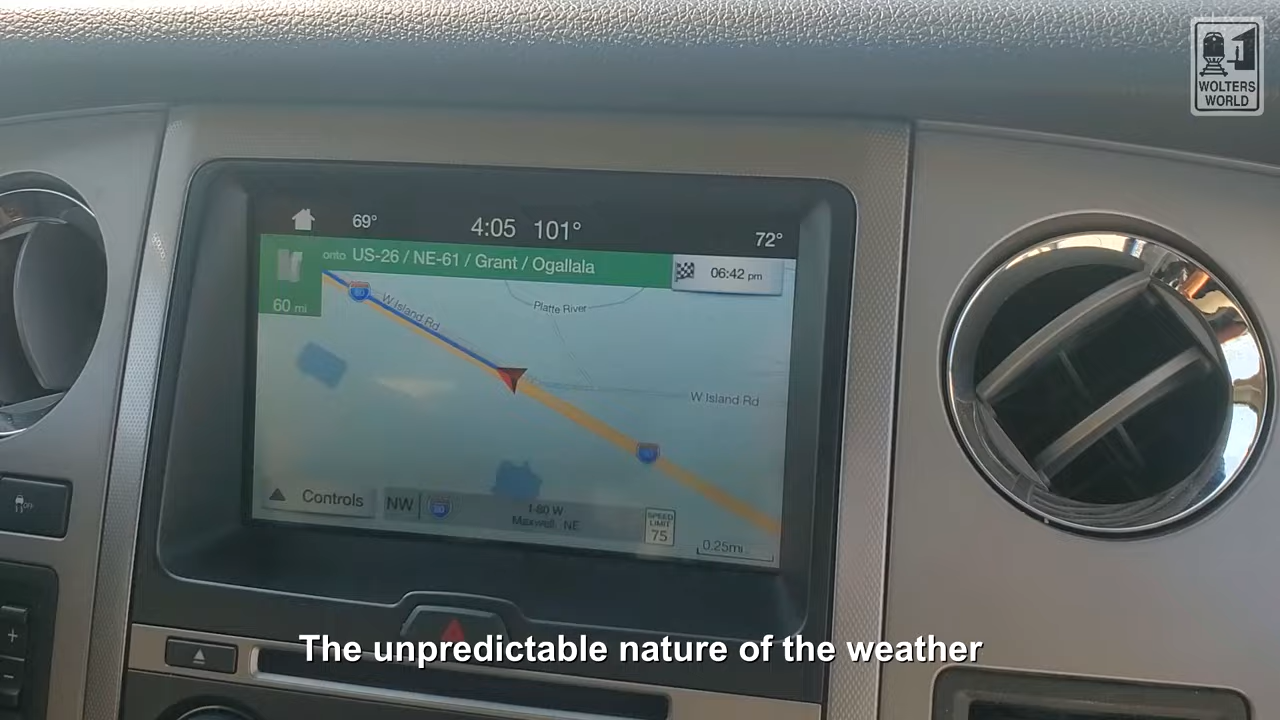 WOLTERS
WORLD
69° 4:05 101° 72°
onto US-26 / NE-61 / Grant / Ogallala
06:42 pm
60 mi
80
W Island Rd
Platte River
W Island Rd
Controls
NW
I-80 W
Maxwell, NE
SPEED
LIMIT
75
0.25mi
OFF
+
The unpredictable nature of the weather